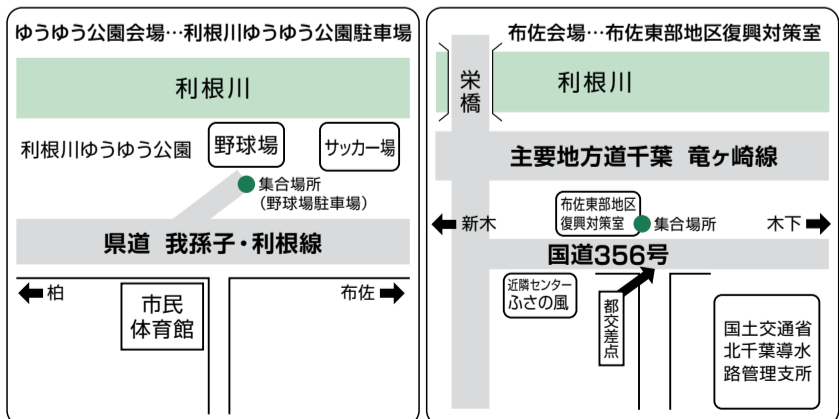 ゆうゆう公園会場…利根川ゆうゆう公園駐車場
利根川
利根川ゆうゆう公園
野球場
サッカー場
集合場所
(野球場駐車場)
県道 我孫子・利根線
柏
布佐
市民
体育館
布佐会場…布佐東部地区復興対策室
栄橋
利根川
主要地方道千葉 竜ヶ崎線
布佐東部地区
復興対策室
集合場所
新木
木下
国道356号
近隣センター
ふさの風
都交差点
国土交通省
北千葉導水
路管理支所